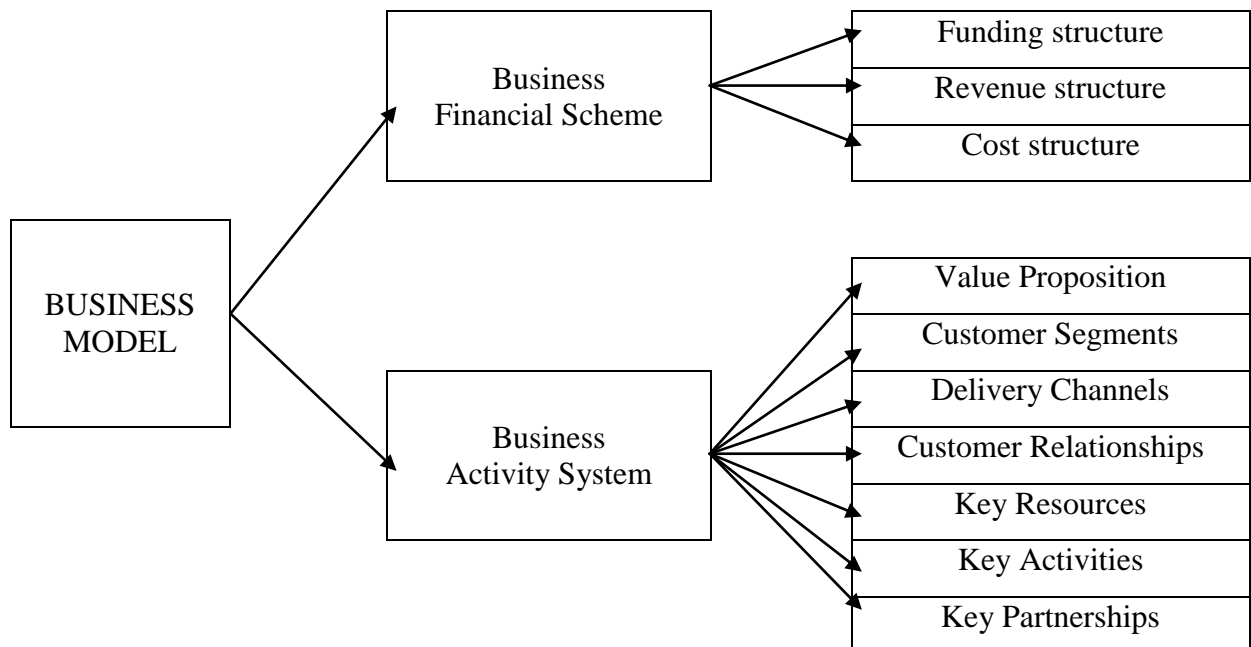 Business
Financial Scheme
Funding structure
Revenue structure
Cost structure
BUSINESS
MODEL
Business
Activity System
Value Proposition
Customer Segments
Delivery Channels
Customer Relationships
Key Resources
Key Activities
Key Partnerships